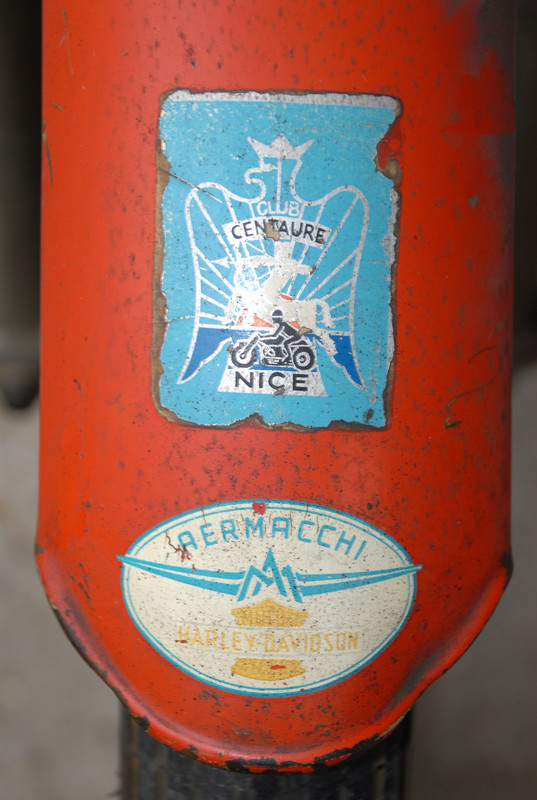 CLUB
CENTAURE
NICE
AERMACCHI
HARLEY-DAVIDSON